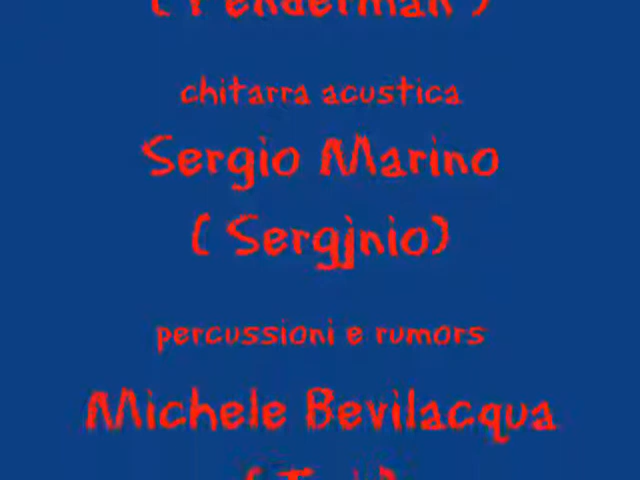 chitarra acustica
Sergio Marino
( Sergjnio)
percussioni e rumors
Michele Bevilacqua